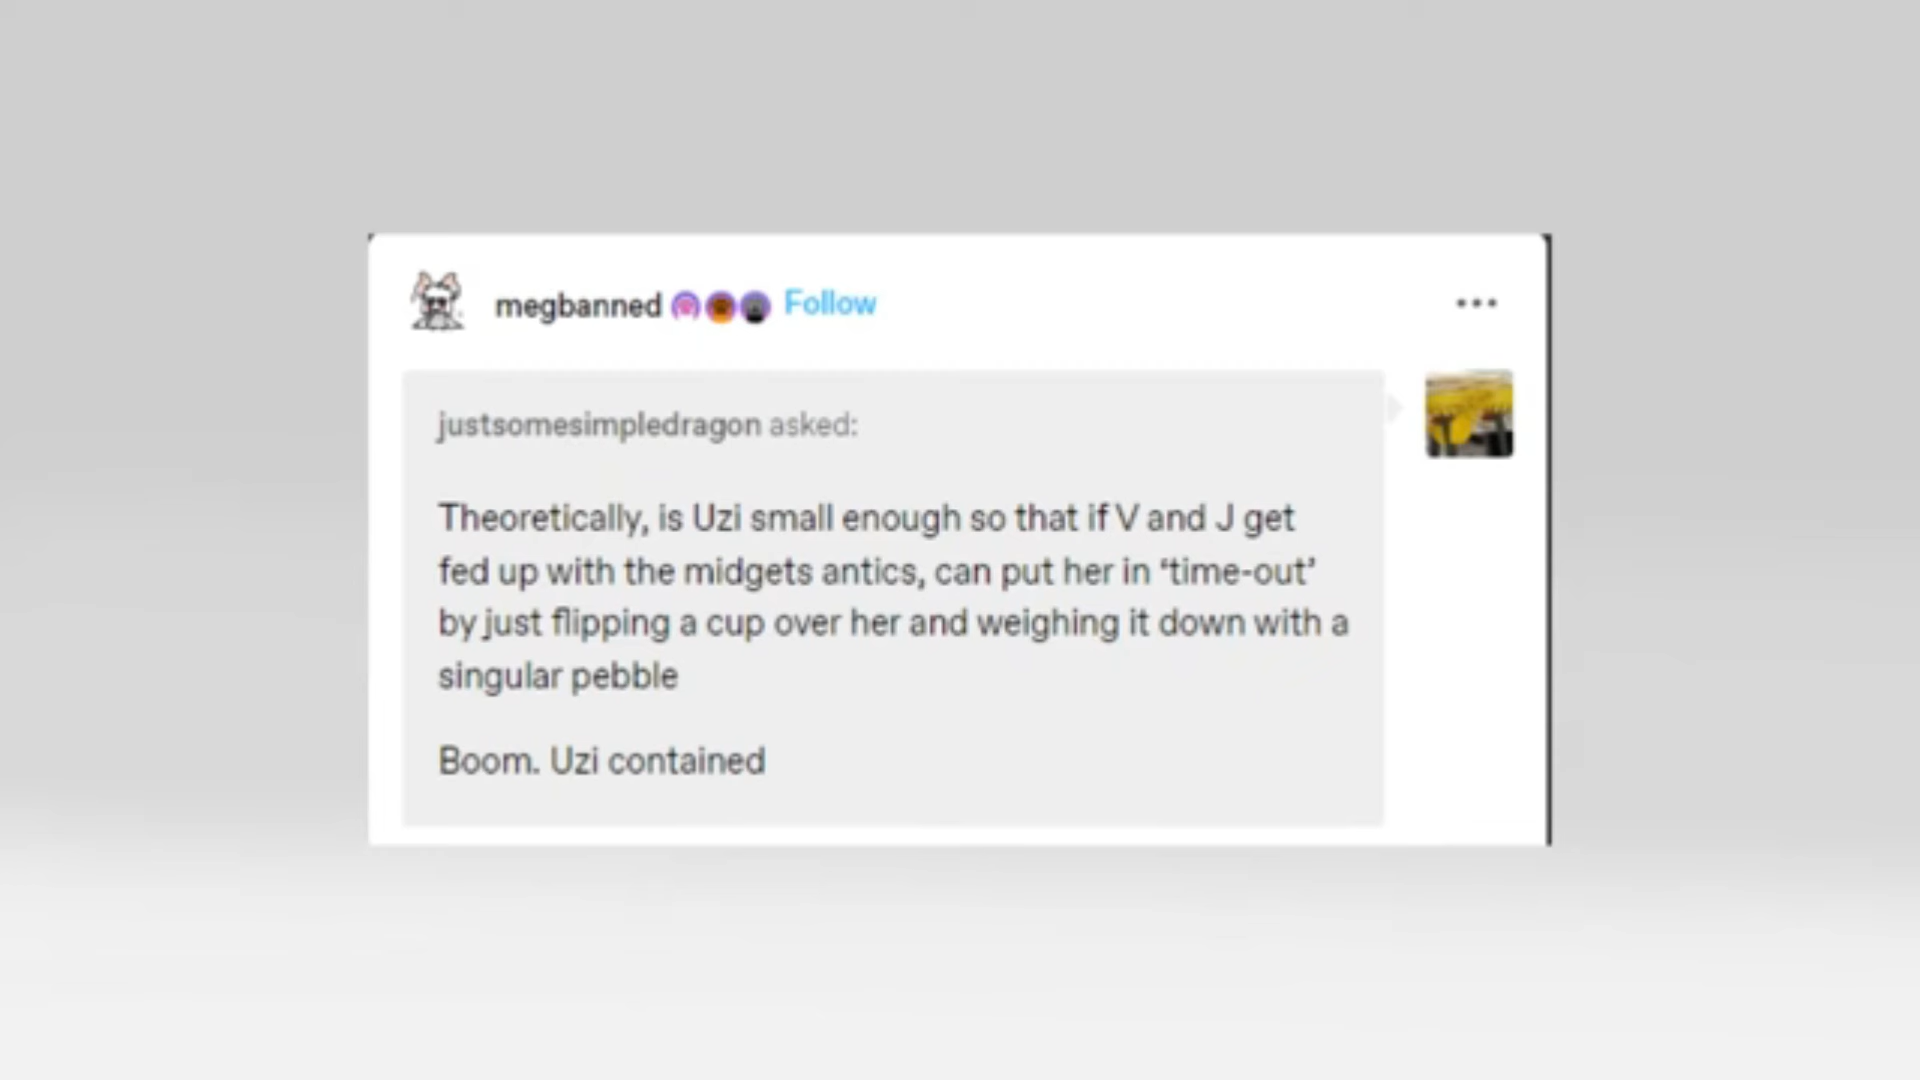 megbanned Follow
justsomesimpledragon asked:
Theoretically, is Uzi small enough so that if V and J get
fed up with the midgets antics, can put her in ‘time-out’
by just flipping a cup over her and weighing it down with a
singular pebble
Boom. Uzi contained